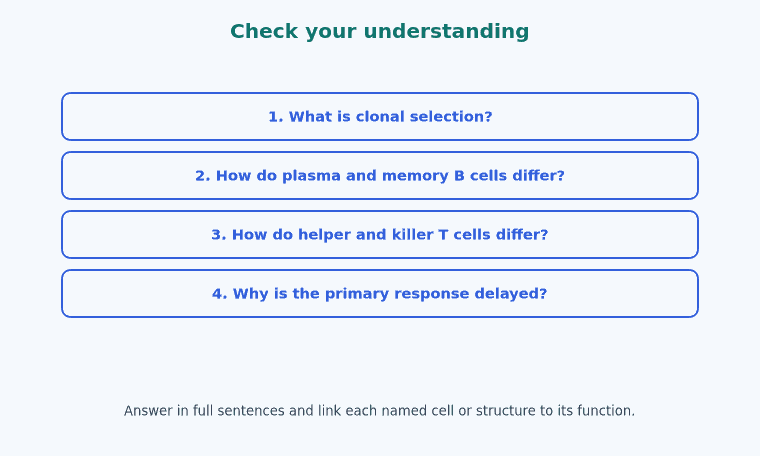 Check your understanding
1. What is clonal selection?
2. How do plasma and memory B cells differ?
3. How do helper and killer T cells differ?
4. Why is the primary response delayed?
Answer in full sentences and link each named cell or structure to its function.